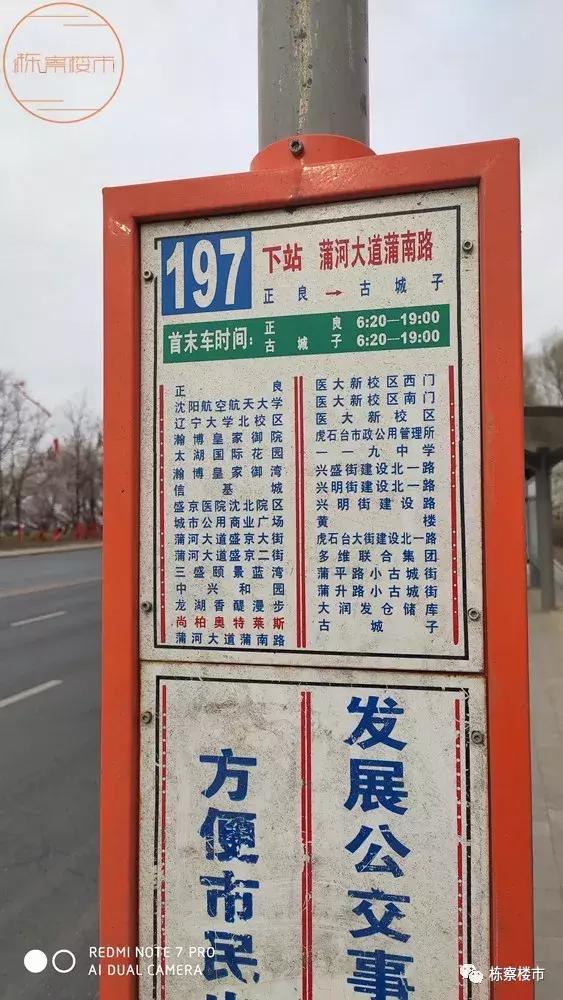 栋察楼市
197
下站 蒲河大道蒲南路
正良→古城子
首末车时间:
正良 6:20—19:00
古城子 6:20—19:00
正良
沈阳航空航天大学
辽宁大学北校区
瀚博皇家御院
太湖国际花园
瀚博皇家御湾
信基城
盛京医院沈北院区
城市公用商业广场
蒲河大道盛京大街
蒲河大道盛京二街
三盛颐景蓝湾
中兴和园
龙湖香醍漫步
尚柏奥特莱斯
蒲河大道蒲南路
医大新校区西门
医大新校区南门
医大新校区
虎石台市政公用管理所
一一九中学
兴盛街建设北一路
兴明街建设北一路
兴明街建设路
黄楼
虎石台大街建设北一路
多维联合集团
蒲平路小古城街
蒲升路小古城街
大润发仓储库
古城子
发展公交事
方便市民
REDMI NOTE 7 PRO
AI DUAL CAMERA
栋察楼市